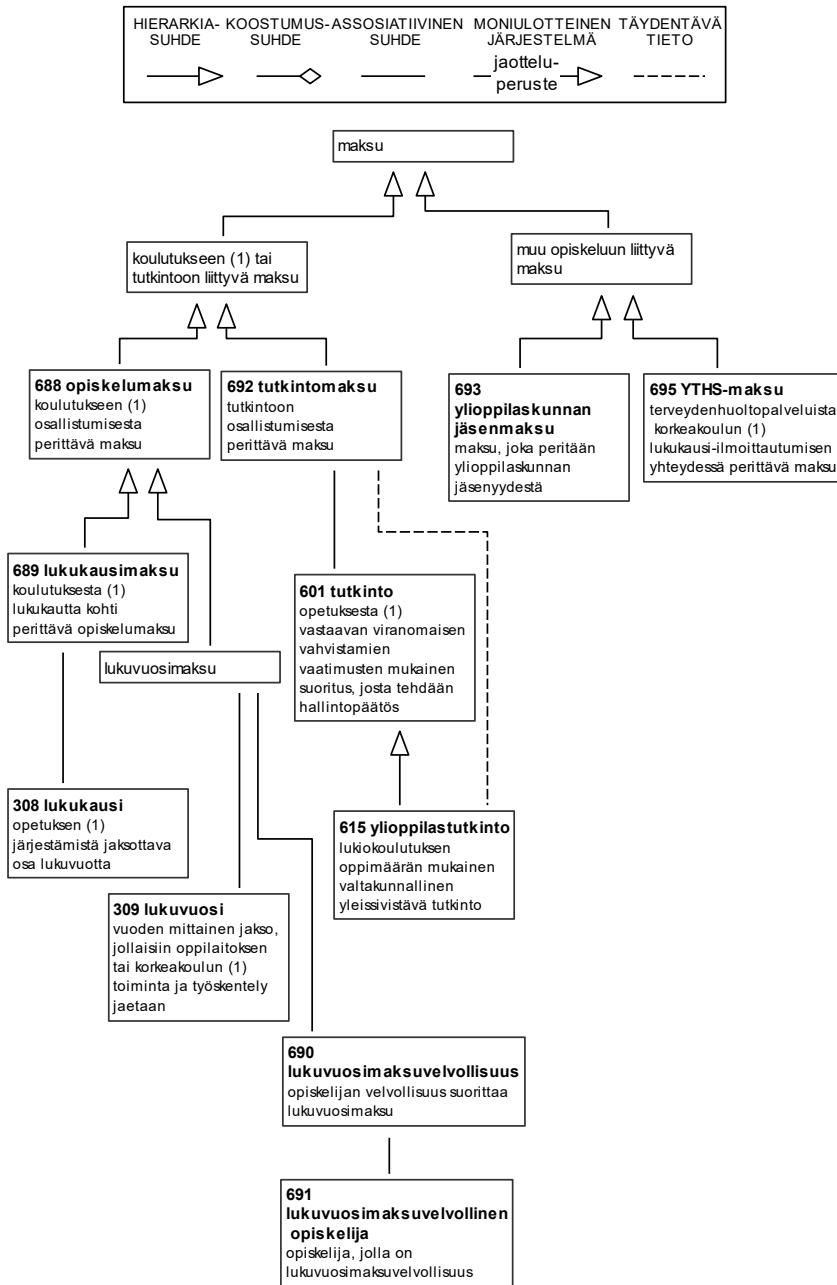 HIERARKIA-
SUHDE
KOOSTUMUS-
SUHDE
ASSOSIATIIVINEN
SUHDE
MONIULOTTEINEN
JÄRJESTELMÄ
TÄYDENTÄVÄ
TIETO
jaottelu-
peruste
maksu
koulutukseen (1) tai
tutkintoon liittyvä maksu
muu opiskeluun liittyvä
maksu
688 opiskelumaksu
koulutukseen (1)
osallistumisesta
perittävä maksu
692 tutkintomaksu
tutkintoon
osallistumisesta
perittävä maksu
693
ylioppilaskunnan
jäsenmaksu
maksu, joka peritään
ylioppilaskunnan
jäsenyydestä
695 YTHS-maksu
terveydenhuoltopalveluista
korkeakoulun (1)
lukukausi-ilmoittautumisen
yhteydessä perittävä maksu
689 lukukausimaksu
koulutuksesta (1)
lukukautta kohti
perittävä opiskelumaksu
lukuvuosimaksu
601 tutkinto
opetuksesta (1)
vastaavan viranomaisen
vahvistamien
vaatimusten mukainen
suoritus, josta tehdään
hallintopäätös
308 lukukausi
opetuksen (1)
järjestämistä jaksottava
osa lukuvuotta
615 ylioppilastutkinto
lukiokoulutuksen
oppimäärän mukainen
valtakunnallinen
yleissivistävä tutkinto
309 lukuvuosi
vuoden mittainen jakso,
jollaisiin oppilaitoksen
tai korkeakoulun (1)
toiminta ja työskentely
jaetaan
690
lukuvuosimaksuvelvollisuus
opiskelijan velvollisuus suorittaa
lukuvuosimaksu
691
lukuvuosimaksuvelvollinen
opiskelija
opiskelija, jolla on
lukuvuosimaksuvelvollisuus